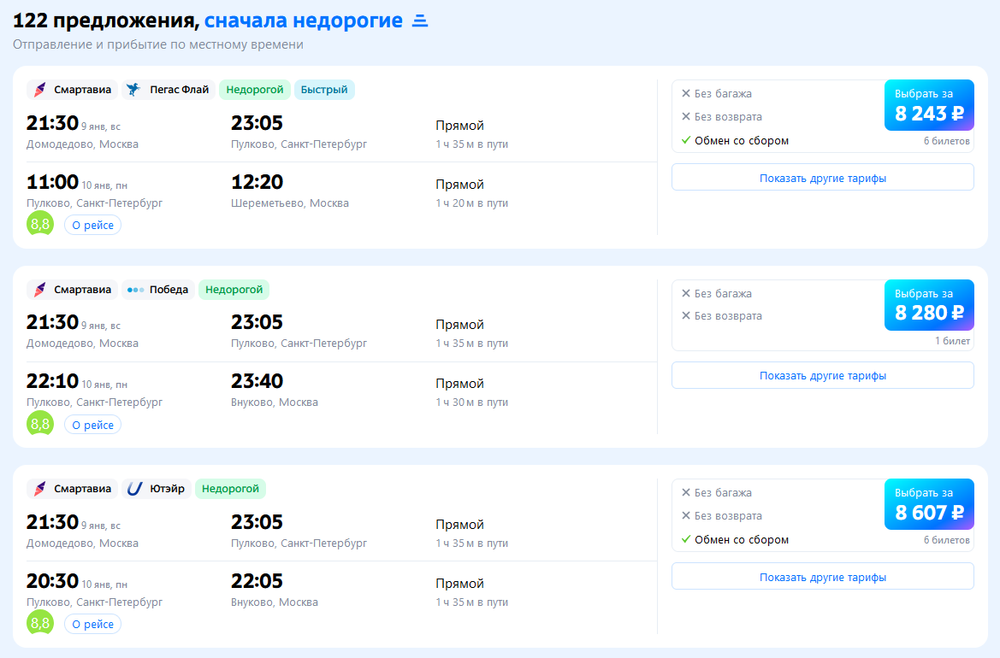 122 предложения, сначала недорогие
Отправление и прибытие по местному времени
Смартавиа Пегас Флай Недорогой Быстрый
21:30 9 янв, вс 23:05 Прямой
Домодедово, Москва Пулково, Санкт-Петербург 1 ч 35 м в пути
11:00 10 янв, пн 12:20 Прямой
Пулково, Санкт-Петербург Шереметьево, Москва 1 ч 20 м в пути
8,8 О рейсе
Без багажа
Без возврата
Обмен со сбором
Выбрать за
8 243 ₽
6 билетов
Показать другие тарифы
Смартавиа Победа Недорогой
21:30 9 янв, вс 23:05 Прямой
Домодедово, Москва Пулково, Санкт-Петербург 1 ч 35 м в пути
22:10 10 янв, пн 23:40 Прямой
Пулково, Санкт-Петербург Внуково, Москва 1 ч 30 м в пути
8,8 О рейсе
Без багажа
Без возврата
Выбрать за
8 280 ₽
1 билет
Показать другие тарифы
Смартавиа Ютэйр Недорогой
21:30 9 янв, вс 23:05 Прямой
Домодедово, Москва Пулково, Санкт-Петербург 1 ч 35 м в пути
20:30 10 янв, пн 22:05 Прямой
Пулково, Санкт-Петербург Внуково, Москва 1 ч 35 м в пути
8,8 О рейсе
Без багажа
Без возврата
Обмен со сбором
Выбрать за
8 607 ₽
6 билетов
Показать другие тарифы